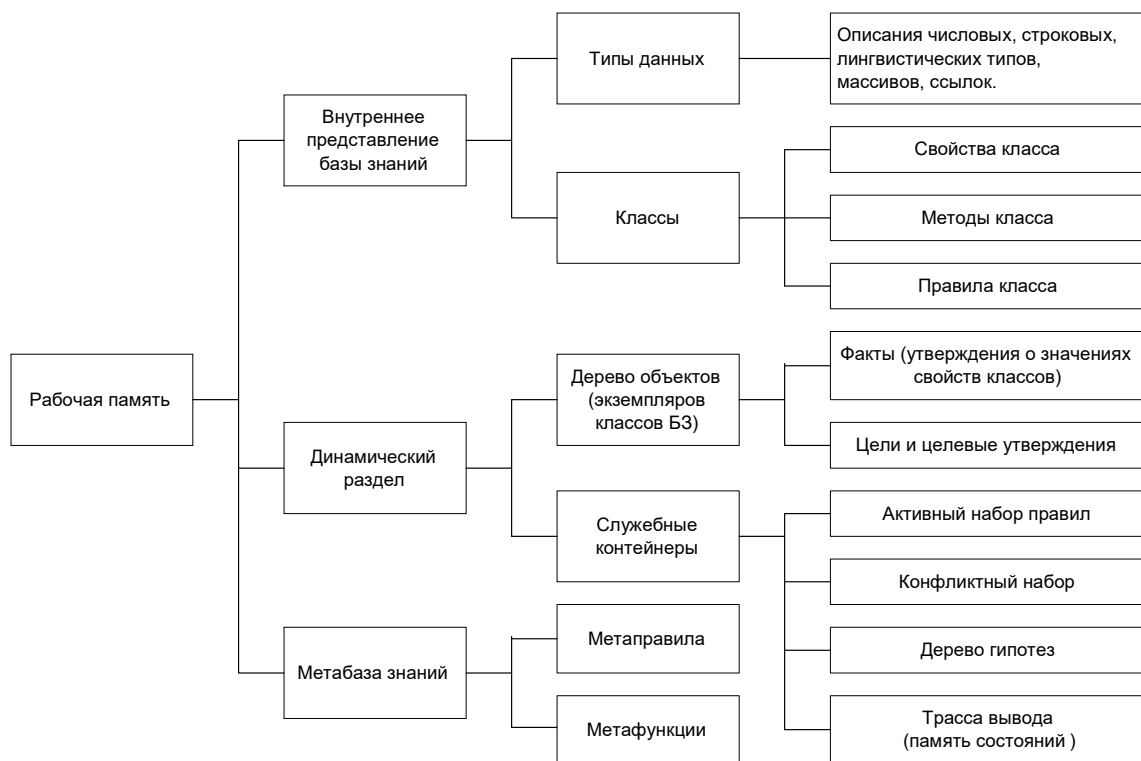 Рабочая память
Внутреннее
представление
базы знаний
Динамический
раздел
Метабаза знаний
Типы данных
Классы
Дерево объектов
(экземпляров
классов БЗ)
Служебные
контейнеры
Метаправила
Метафункции
Описания числовых, строковых,
лингвистических типов,
массивов, ссылок.
Свойства класса
Методы класса
Правила класса
Факты (утверждения о значениях
свойств классов)
Цели и целевые утверждения
Активный набор правил
Конфликтный набор
Дерево гипотез
Трасса вывода
(память состояний )